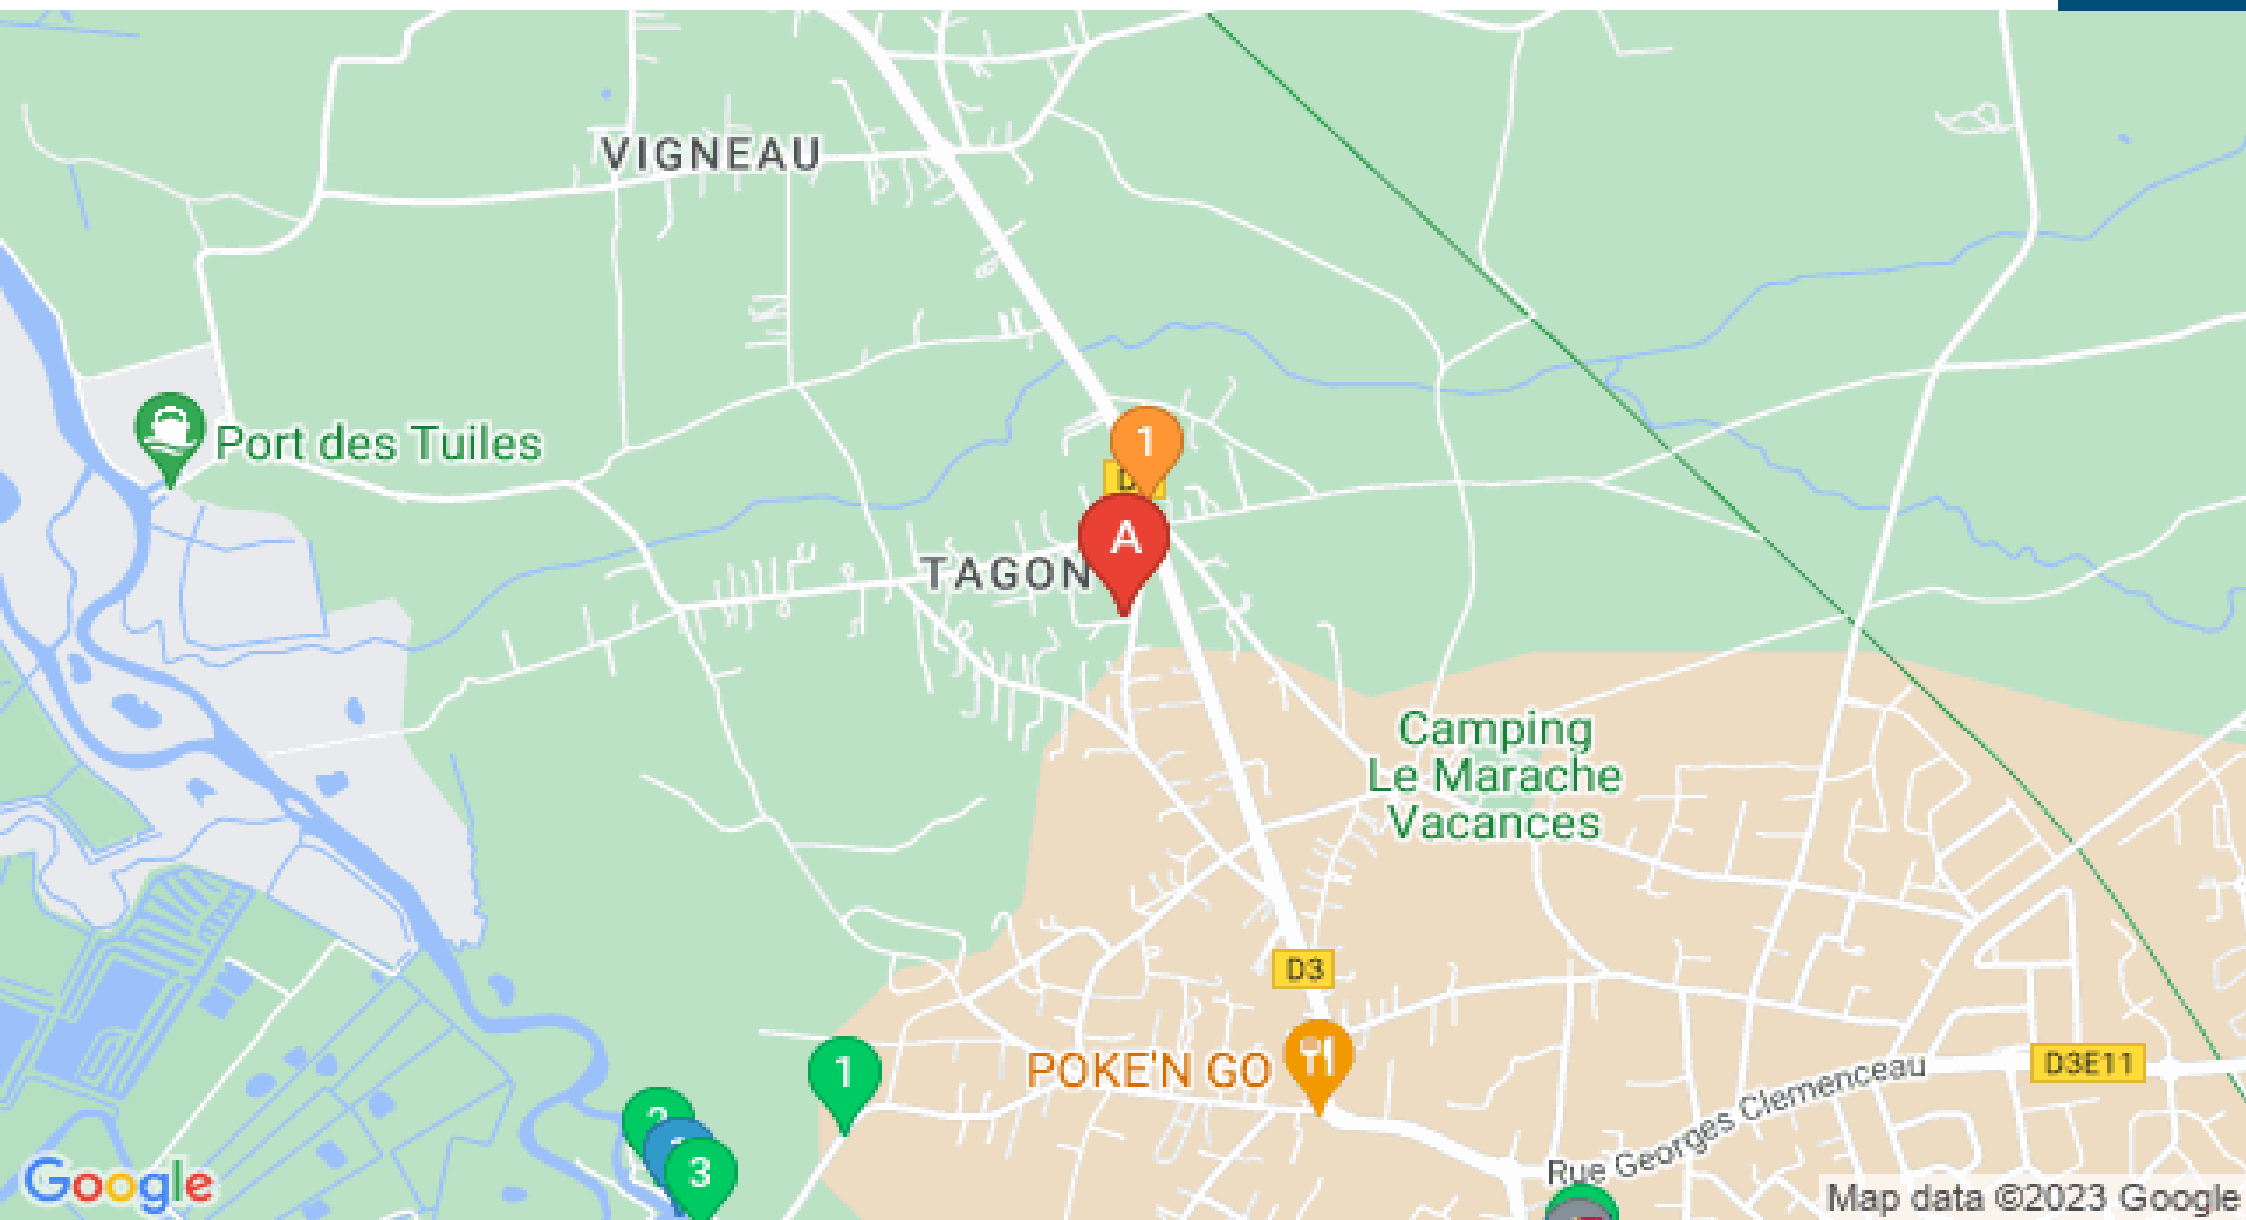 VIGNEAU
1
Port des Tuiles
D
A
TAGON
Camping
Le Marache
Vacances
D3
1
POKE'N GO
D3E11
Rue Georges Clemenceau
3
Google
Map data ©2023 Google